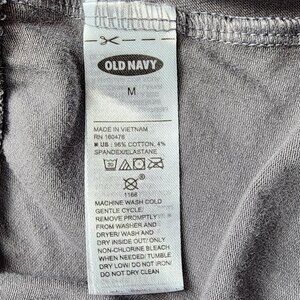 OLD NAVY
M
MADE IN VIETNAM
RN 160476
US : 96% COTTON, 4%
SPANDEX/ELASTANE
1168
MACHINE WASH COLD
GENTLE CYCLE/
REMOVE PROMPTLY
FROM WASHER AND
DRYER/ WASH AND
DRY INSIDE OUT/ ONLY
NON-CHLORINE BLEACH
WHEN NEEDED/ TUMBLE
DRY LOW/ DO NOT IRON/
DO NOT DRY CLEAN